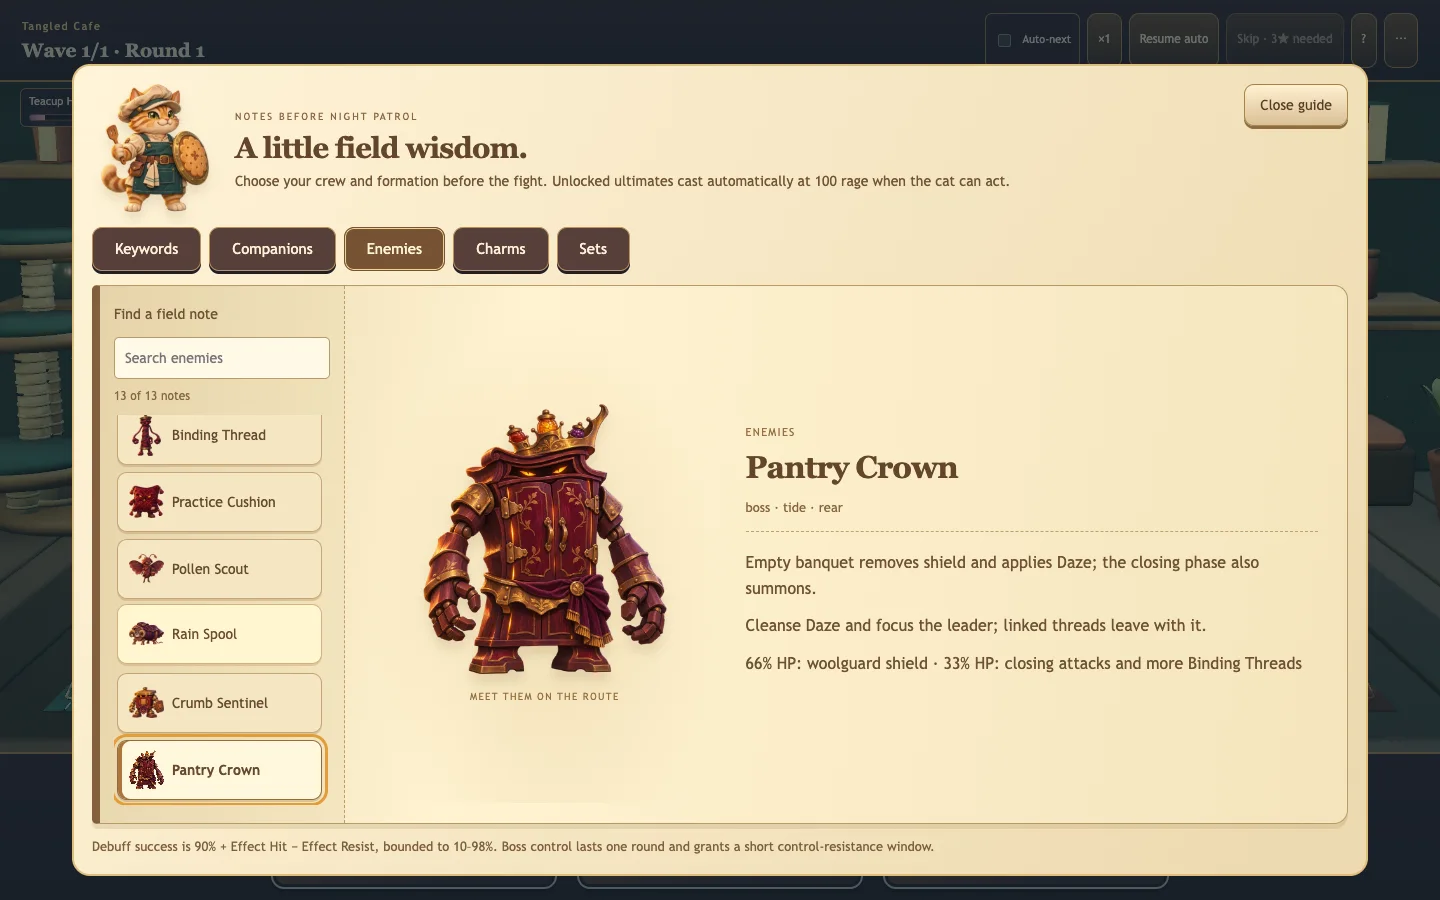 Tangled Cafe
Wave 1/1 · Round 1
Auto-next
×1
Resume auto
Skip · 3★ needed
?
...
Teacup H
NOTES BEFORE NIGHT PATROL
A little field wisdom.
Choose your crew and formation before the fight. Unlocked ultimates cast automatically at 100 rage when the cat can act.
Close guide
Keywords
Companions
Enemies
Charms
Sets
Find a field note
Search enemies
13 of 13 notes
Binding Thread
Practice Cushion
Pollen Scout
Rain Spool
Crumb Sentinel
Pantry Crown
MEET THEM ON THE ROUTE
ENEMIES
Pantry Crown
boss · tide · rear
Empty banquet removes shield and applies Daze; the closing phase also
summons.
Cleanse Daze and focus the leader; linked threads leave with it.
66% HP: woolguard shield · 33% HP: closing attacks and more Binding Threads
Debuff success is 90% + Effect Hit − Effect Resist, bounded to 10–98%. Boss control lasts one round and grants a short control-resistance window.